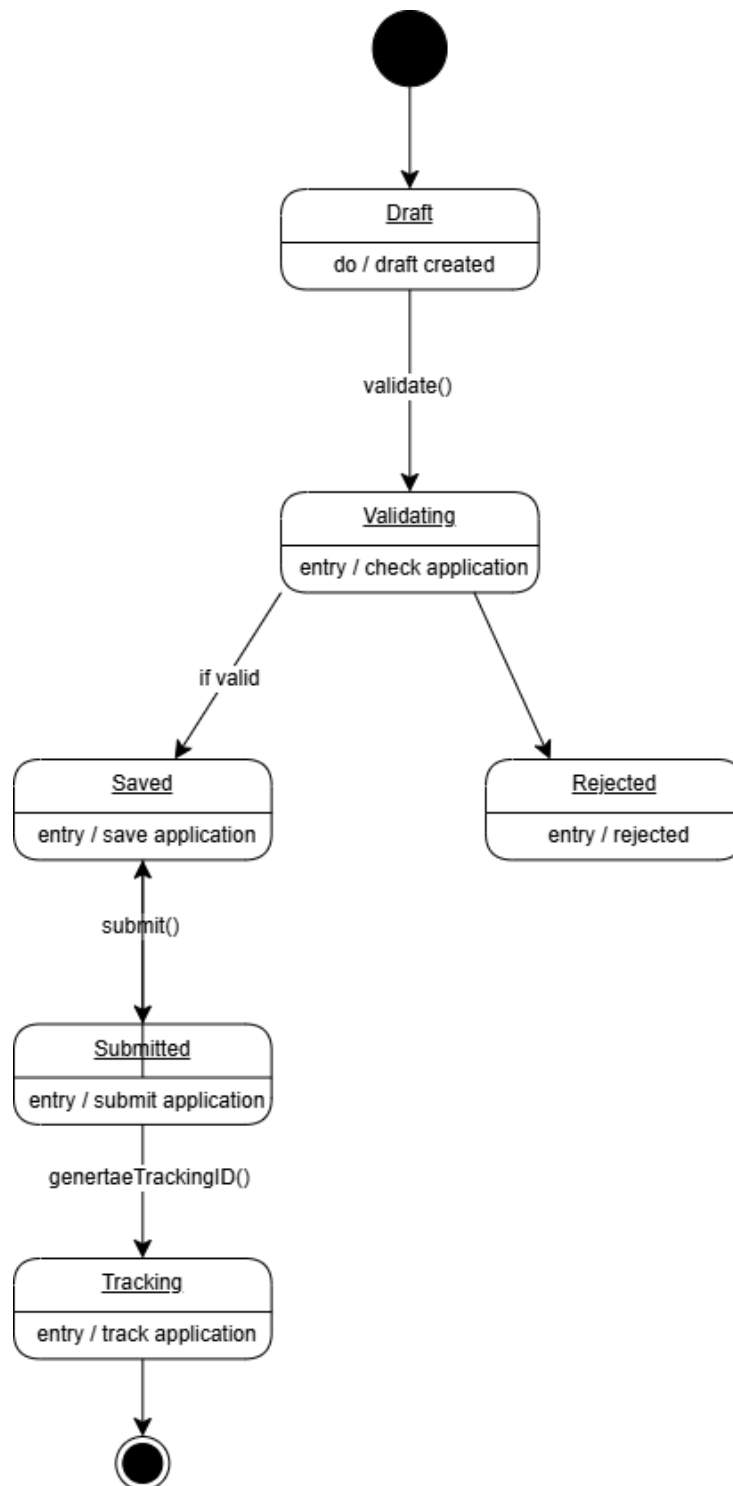 Draft
do / draft created
validate()
Validating
entry / check application
if valid
Saved
entry / save application
Rejected
entry / rejected
submit()
Submitted
entry / submit application
genertaeTrackingID()
Tracking
entry / track application